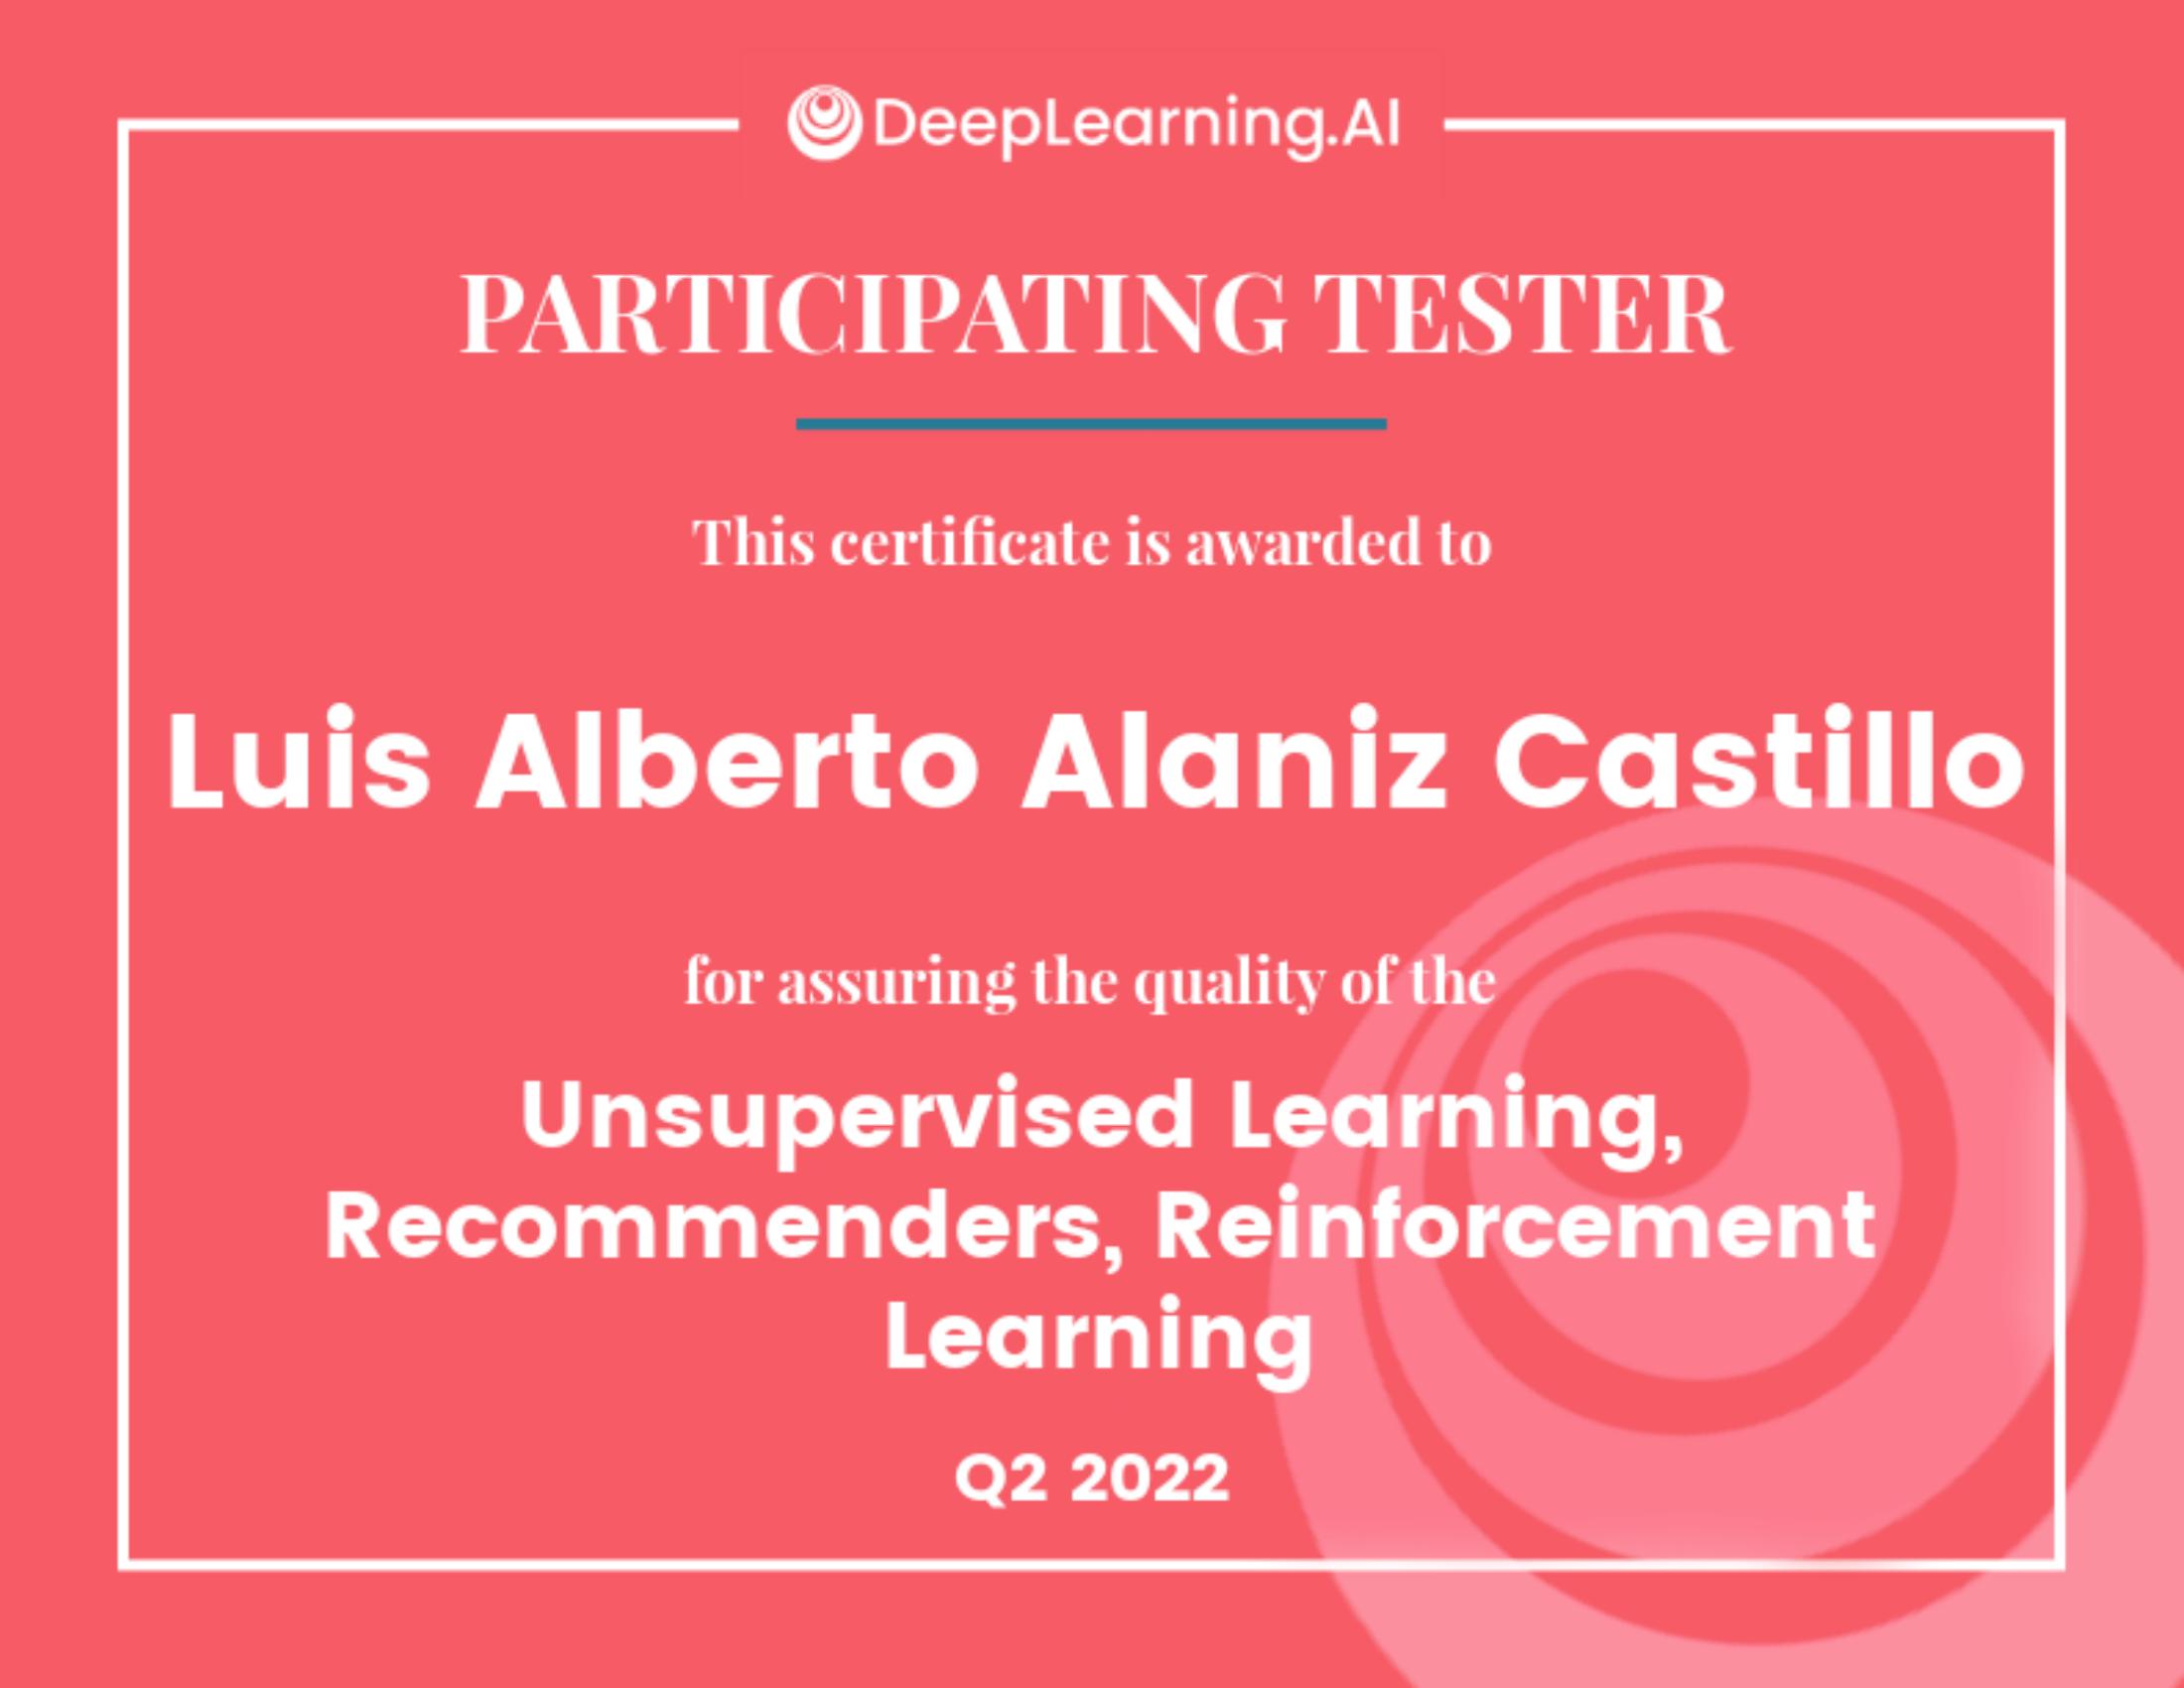 DeepLearning.AI
PARTICIPATING TESTER
This certificate is awarded to
Luis Alberto Alaniz Castillo
for assuring the quality of the
Unsupervised Learning,
Recommenders, Reinforcement
Learning
Q2 2022